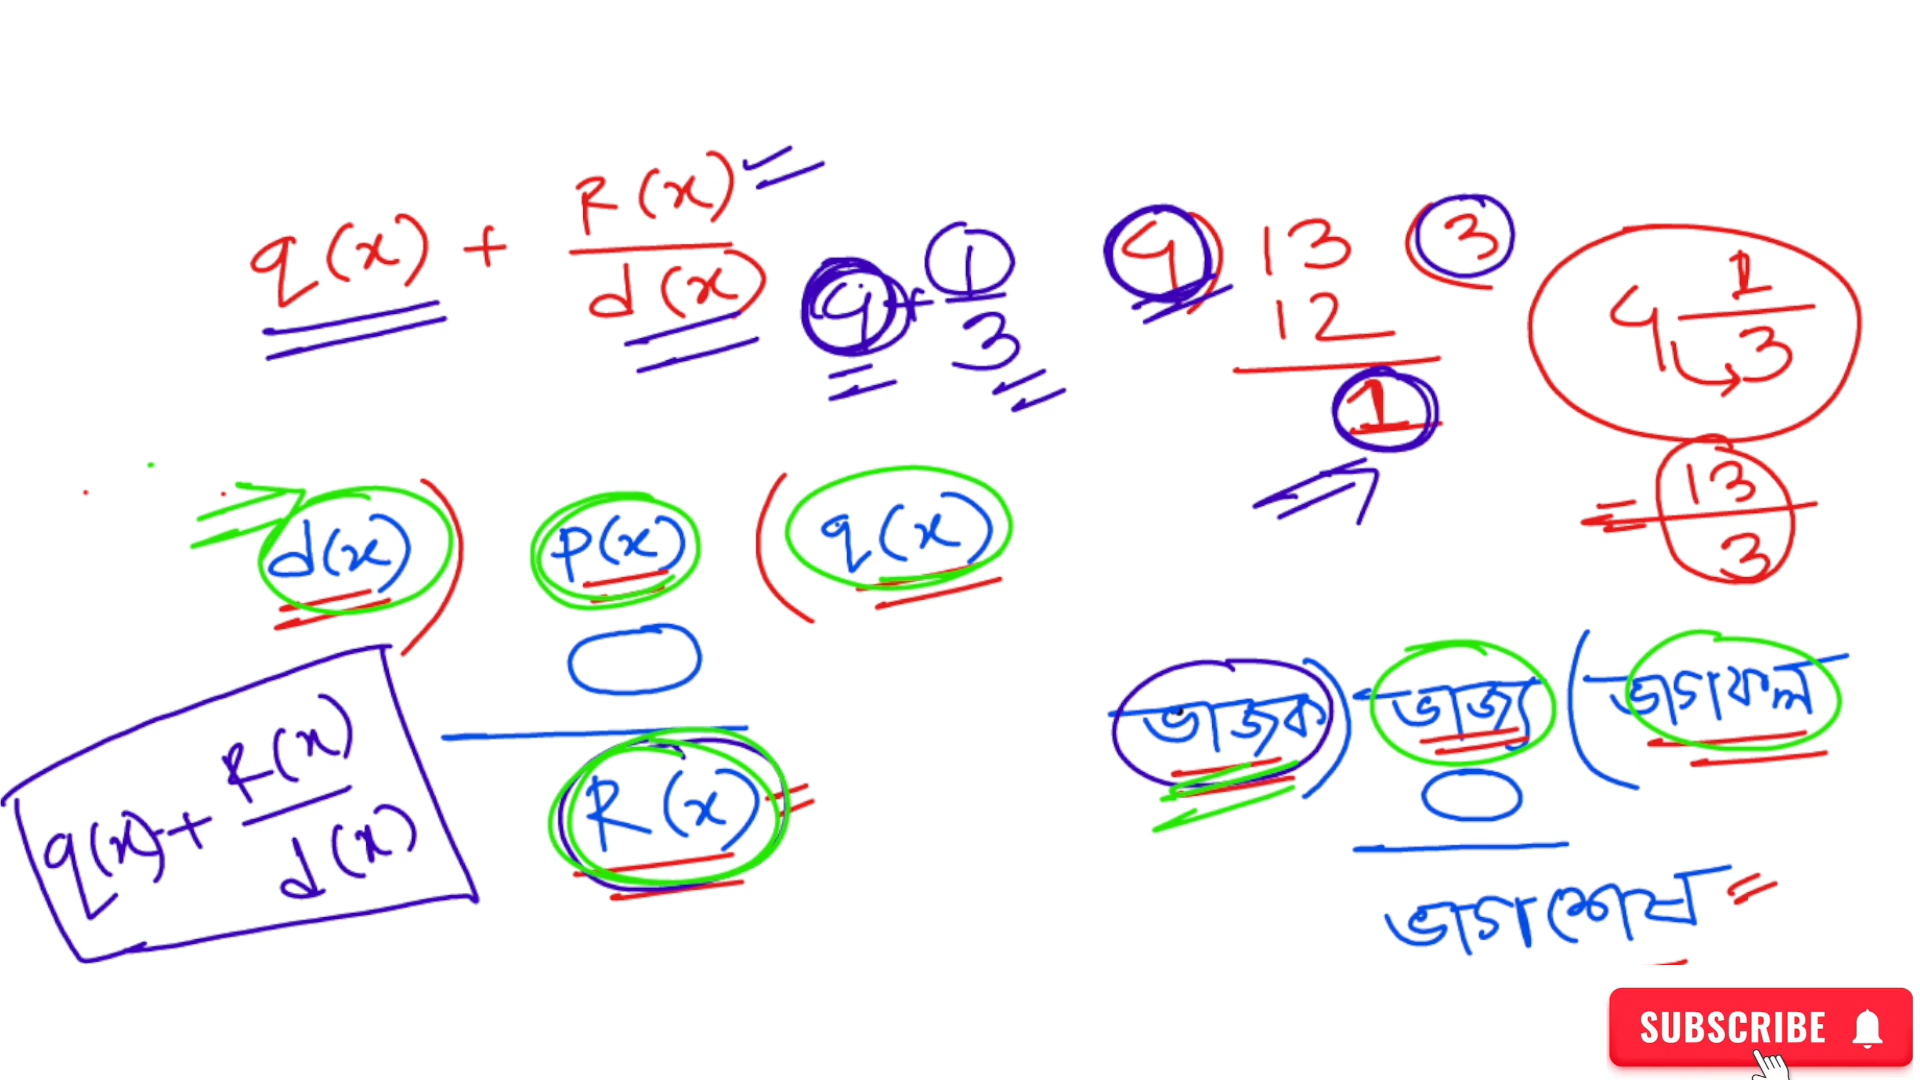 q(x) + R(x)/d(x)
4 + 1/3
4) 13 (3
12
1
4 1/3
= 13/3
d(x)) p(x) (q(x)
R(x) =
q(x) + R(x)/d(x)
ভাজক) ভাজ্য (ভাগফল
ভাগশেষ =
SUBSCRIBE